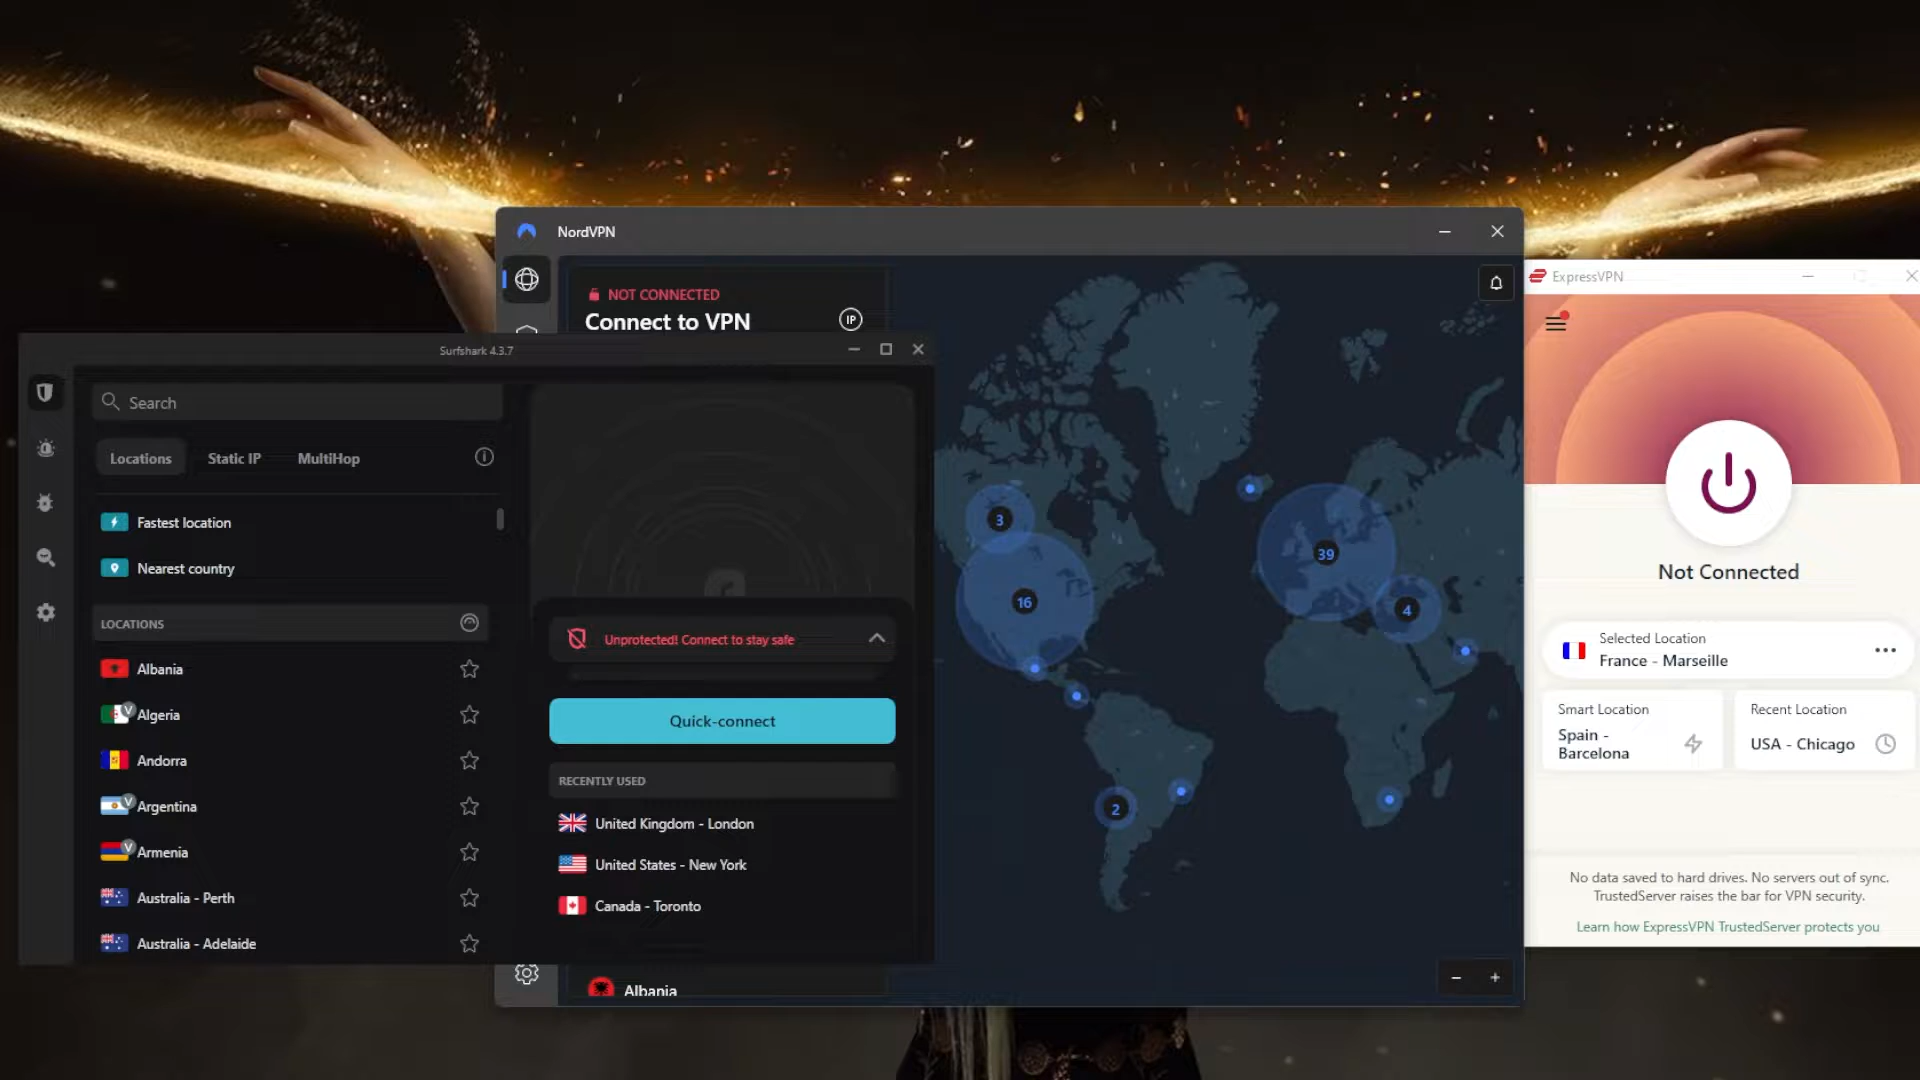 NordVPN
NOT CONNECTED
Connect to VPN
IP
3
16
39
4
2
Albania
Surfshark 4.3.7
Search
Locations
Static IP
MultiHop
Fastest location
Nearest country
LOCATIONS
Albania
V
Algeria
Andorra
V
Argentina
V
Armenia
Australia - Perth
Australia - Adelaide
Unprotected! Connect to stay safe
Quick-connect
RECENTLY USED
United Kingdom - London
United States - New York
Canada - Toronto
ExpressVPN
Not Connected
Selected Location
France - Marseille
Smart Location
Spain -
Barcelona
Recent Location
USA - Chicago
No data saved to hard drives. No servers out of sync.
TrustedServer raises the bar for VPN security.
Learn how ExpressVPN TrustedServer protects you